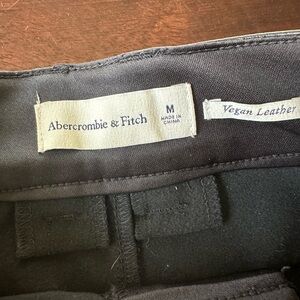 Abercrombie & Fitch
M
MADE IN
CHINA
Vegan Leather